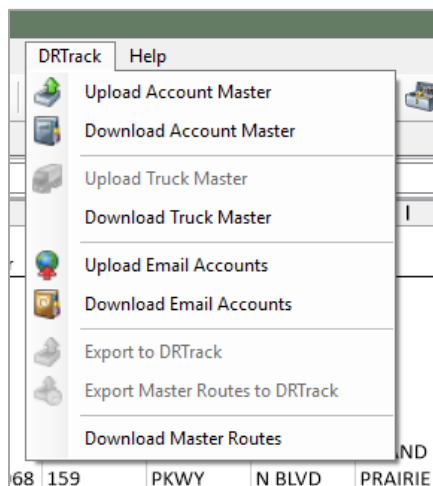 DRTrack Help
Upload Account Master
Download Account Master
Upload Truck Master
I
Download Truck Master
Upload Email Accounts
Download Email Accounts
Export to DRTrack
Export Master Routes to DRTrack
Download Master Routes
ND
68 159 PKWY N BLVD PRAIRIE